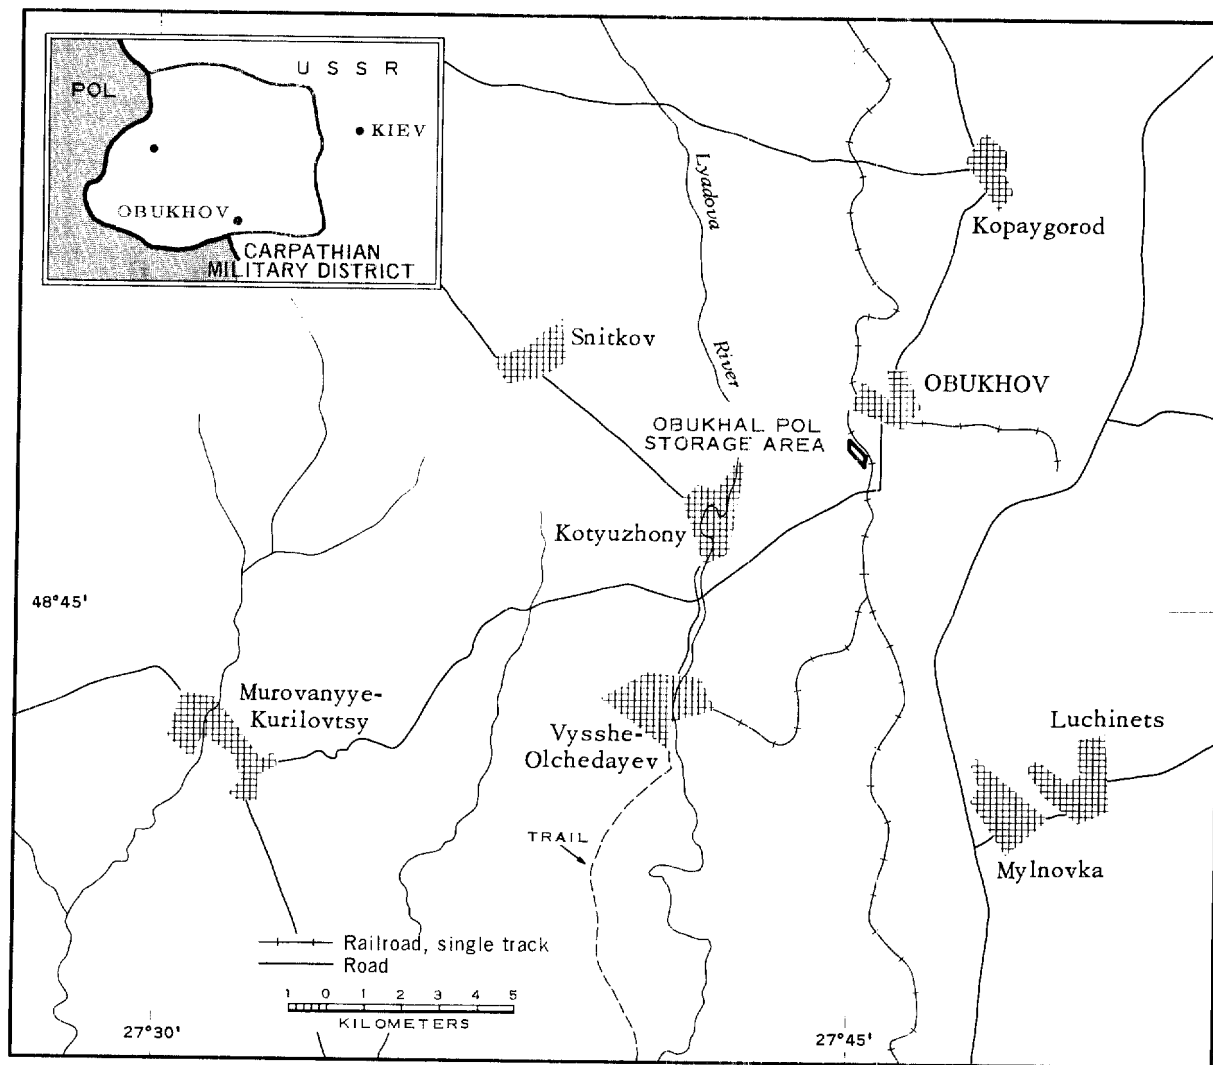 POL
U S S R
KIEV
OBUKHOV
CARPATHIAN
MILITARY DISTRICT
Lyadova
River
Kopaygorod
Snitkov
OBUKHOV
OBUKHAL POL
STORAGE AREA
Kotyuzhony
48°45'
Murovanyye-
Kurilovtsy
Vysshe-
Olchedayev
Luchinets
TRAIL
Mylnovka
Railroad, single track
Road
1 0 1 2 3 4 5
KILOMETERS
27°30'
27°45'